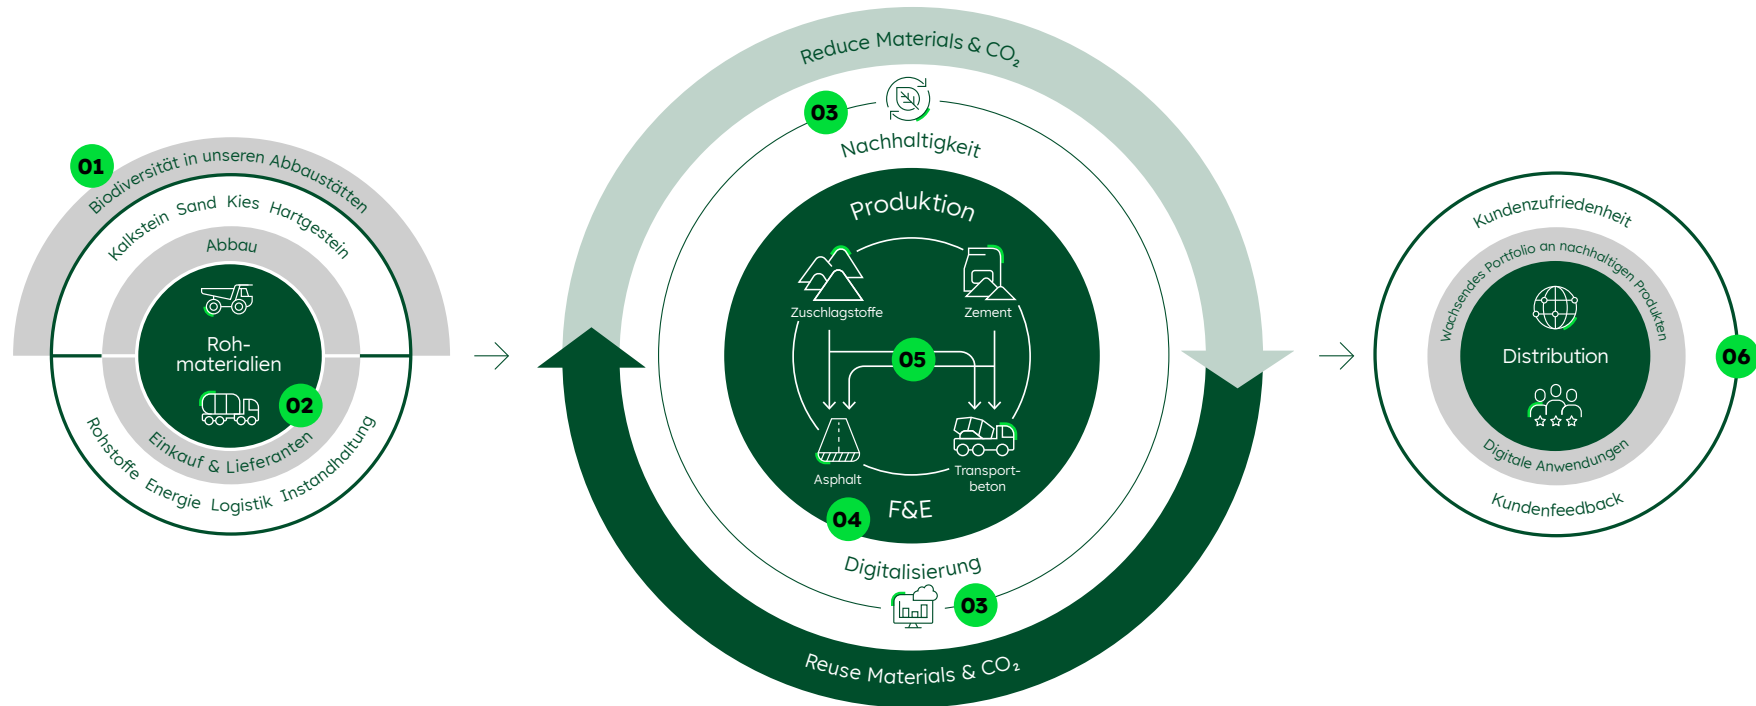 01
Biodiversität in unseren Abbaustätten
Kalkstein Sand Kies Hartgestein
Abbau
Roh-
materialien
02
Einkauf & Lieferanten
Rohstoffe Energie Logistik Instandhaltung
Reduce Materials & CO₂
03
Nachhaltigkeit
Produktion
Zuschlagstoffe
Zement
05
Asphalt
Transport-
beton
F&E
04
Digitalisierung
03
Reuse Materials & CO₂
Kundenzufriedenheit
Wachsendes Portfolio an nachhaltigen Produkten
Distribution
06
Digitale Anwendungen
Kundenfeedback